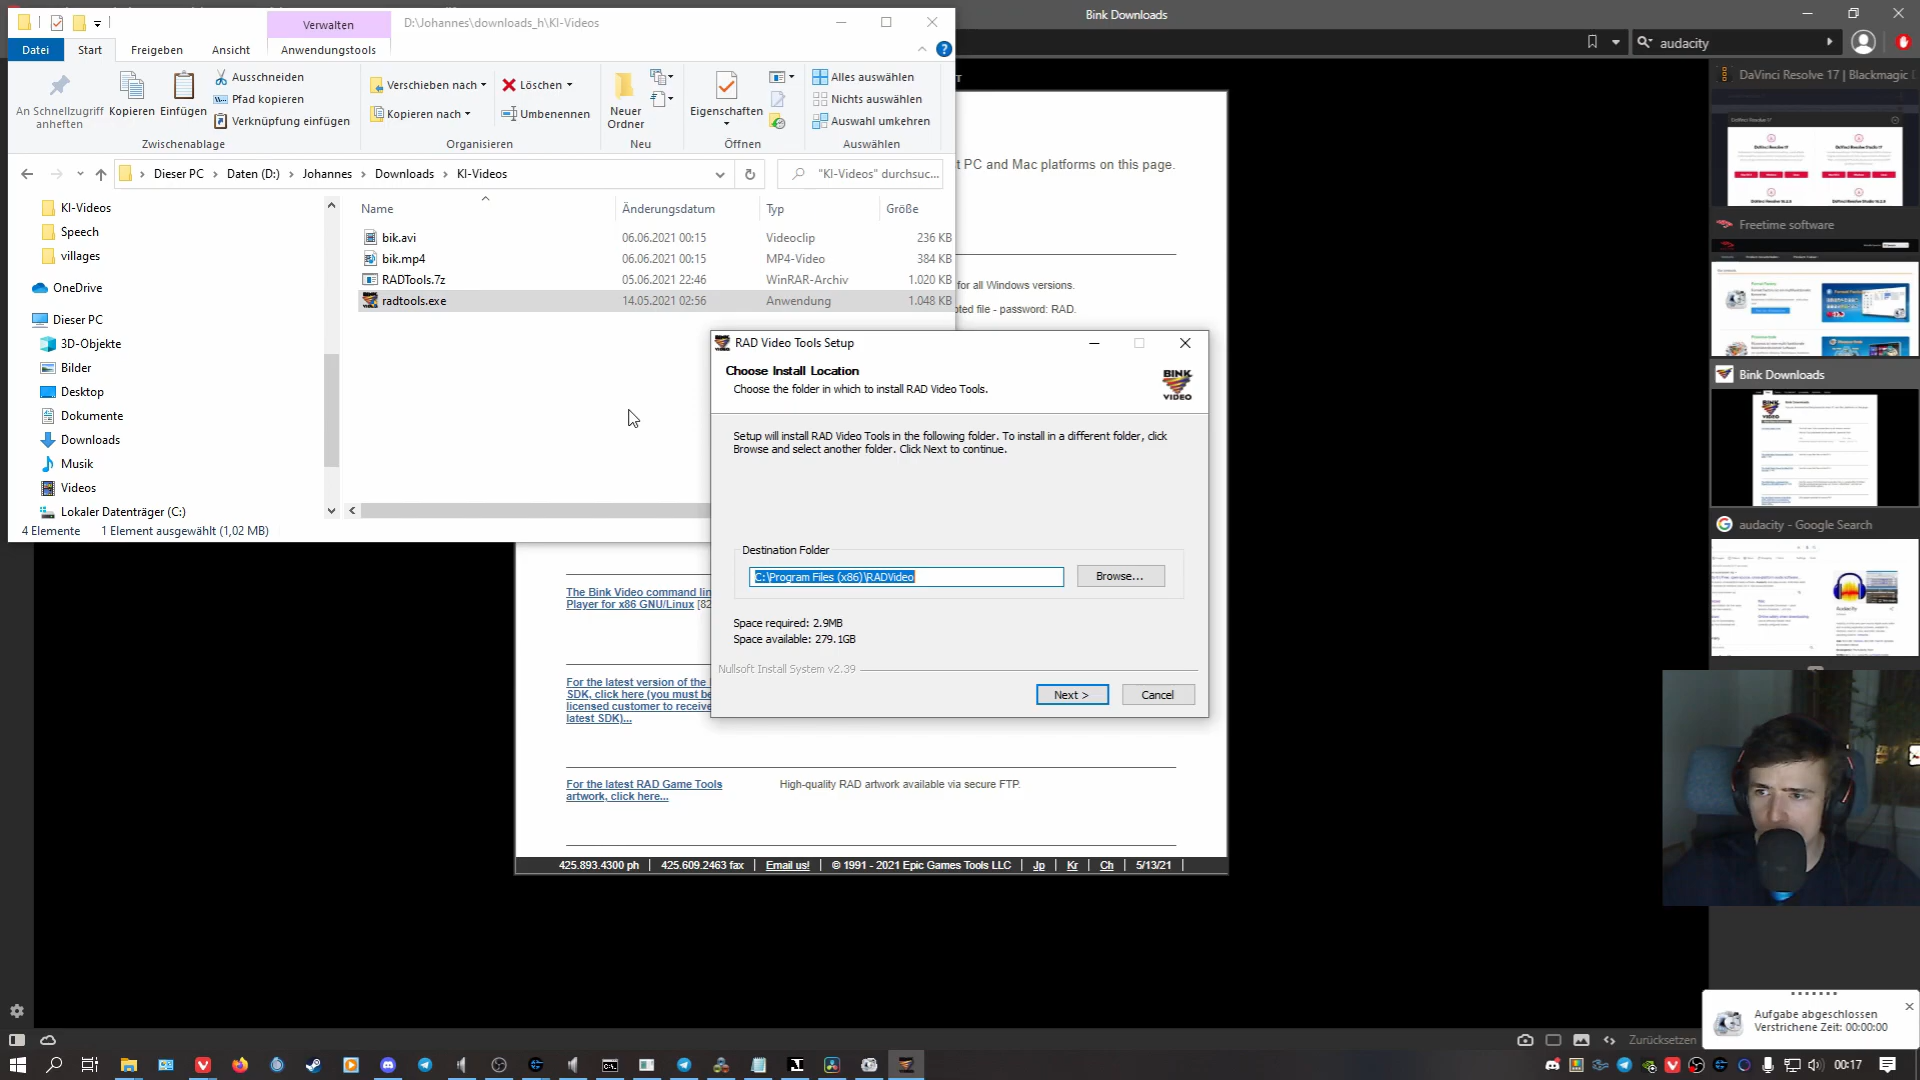 Verwalten
D:\Johannes\downloads_h\KI-Videos
Datei
Start
Freigeben
Ansicht
Anwendungstools
An Schnellzugriff
anheften
Kopieren
Einfügen
Ausschneiden
Pfad kopieren
Verknüpfung einfügen
Zwischenablage
Verschieben nach
Kopieren nach
Löschen
Umbenennen
Organisieren
Neuer
Ordner
Neu
Eigenschaften
Öffnen
Alles auswählen
Nichts auswählen
Auswahl umkehren
Auswählen
Dieser PC
Daten (D:)
Johannes
Downloads
KI-Videos
"KI-Videos" durchsuc...
Name
Änderungsdatum
Typ
Größe
bik.avi 06.06.2021 00:15 Videoclip 236 KB
bik.mp4 06.06.2021 00:15 MP4-Video 384 KB
RADTools.7z 05.06.2021 22:46 WinRAR-Archiv 1.020 KB
radtools.exe 14.05.2021 02:56 Anwendung 1.048 KB
KI-Videos
Speech
villages
OneDrive
Dieser PC
3D-Objekte
Bilder
Desktop
Dokumente
Downloads
Musik
Videos
Lokaler Datenträger (C:)
4 Elemente
1 Element ausgewählt (1,02 MB)
RAD Video Tools Setup
Choose Install Location
Choose the folder in which to install RAD Video Tools.
BINK
VIDEO
Setup will install RAD Video Tools in the following folder. To install in a different folder, click
Browse and select another folder. Click Next to continue.
Destination Folder
C:\Program Files (x86)\RADVideo
Browse...
Space required: 2.9MB
Space available: 279.1GB
Nullsoft Install System v2.39
Next >
Cancel
Bink Downloads
audacity
T
t PC and Mac platforms on this page.
for all Windows versions.
pted file - password: RAD.
The Bink Video command lin
Player for x86 GNU/Linux [82
For the latest version of the
SDK, click here (you must be
licensed customer to receive
latest SDK)...
For the latest RAD Game Tools
artwork, click here...
High-quality RAD artwork available via secure FTP.
425.893.4300 ph
425.609.2463 fax
Email us!
© 1991 - 2021 Epic Games Tools LLC
Jp
Kr
Ch
5/13/21
DaVinci Resolve 17 | Blackmagic
Freetime software
Bink Downloads
audacity - Google Search
Aufgabe abgeschlossen
Verstrichene Zeit: 00:00:00
Zurücksetzen
00:17